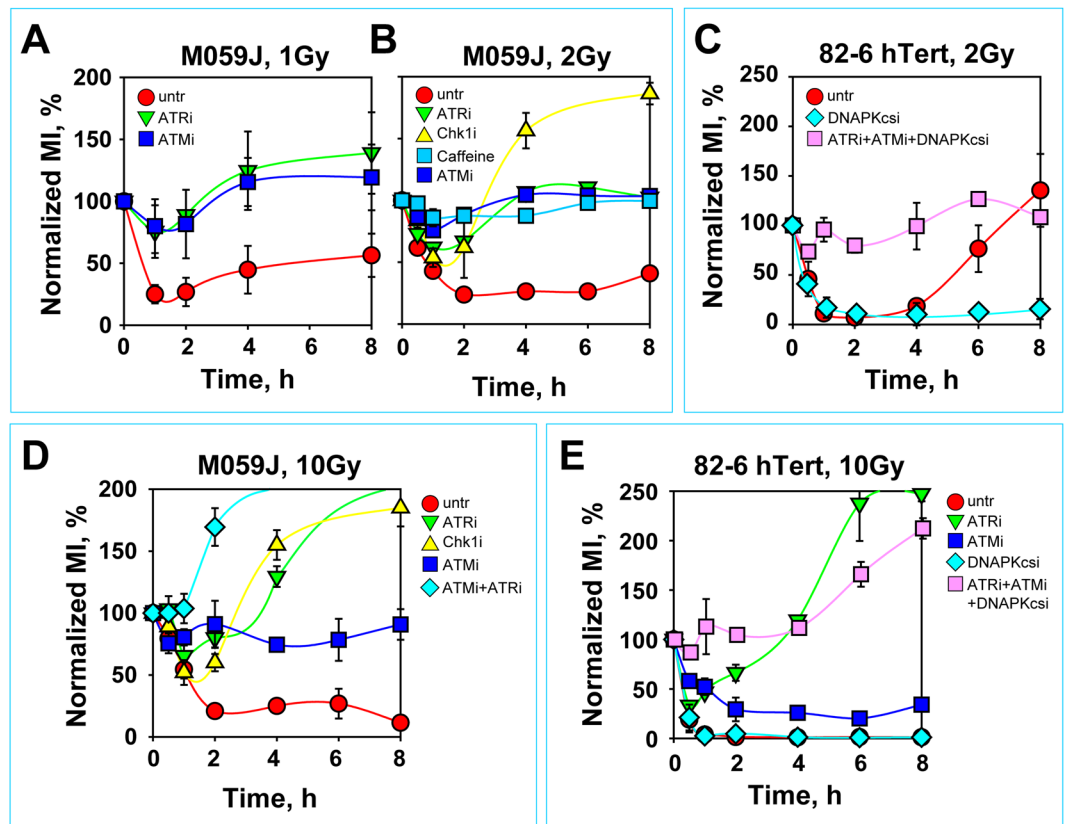 A
M059J, 1Gy
Normalized MI, %
200
150
100
50
0
untr
ATRi
ATMi
0 2 4 6 8
Time, h
B
M059J, 2Gy
untr
ATRi
Chk1i
Caffeine
ATMi
0 2 4 6 8
Time, h
C
82-6 hTert, 2Gy
Normalized MI, %
250
200
150
100
50
0
untr
DNAPKcsi
ATRi+ATMi+DNAPKcsi
0 2 4 6 8
Time, h
D
M059J, 10Gy
Normalized MI, %
200
150
100
50
0
untr
ATRi
Chk1i
ATMi
ATMi+ATRi
0 2 4 6 8
Time, h
E
82-6 hTert, 10Gy
Normalized MI, %
250
200
150
100
50
0
untr
ATRi
ATMi
DNAPKcsi
ATRi+ATMi
+DNAPKcsi
0 2 4 6 8
Time, h